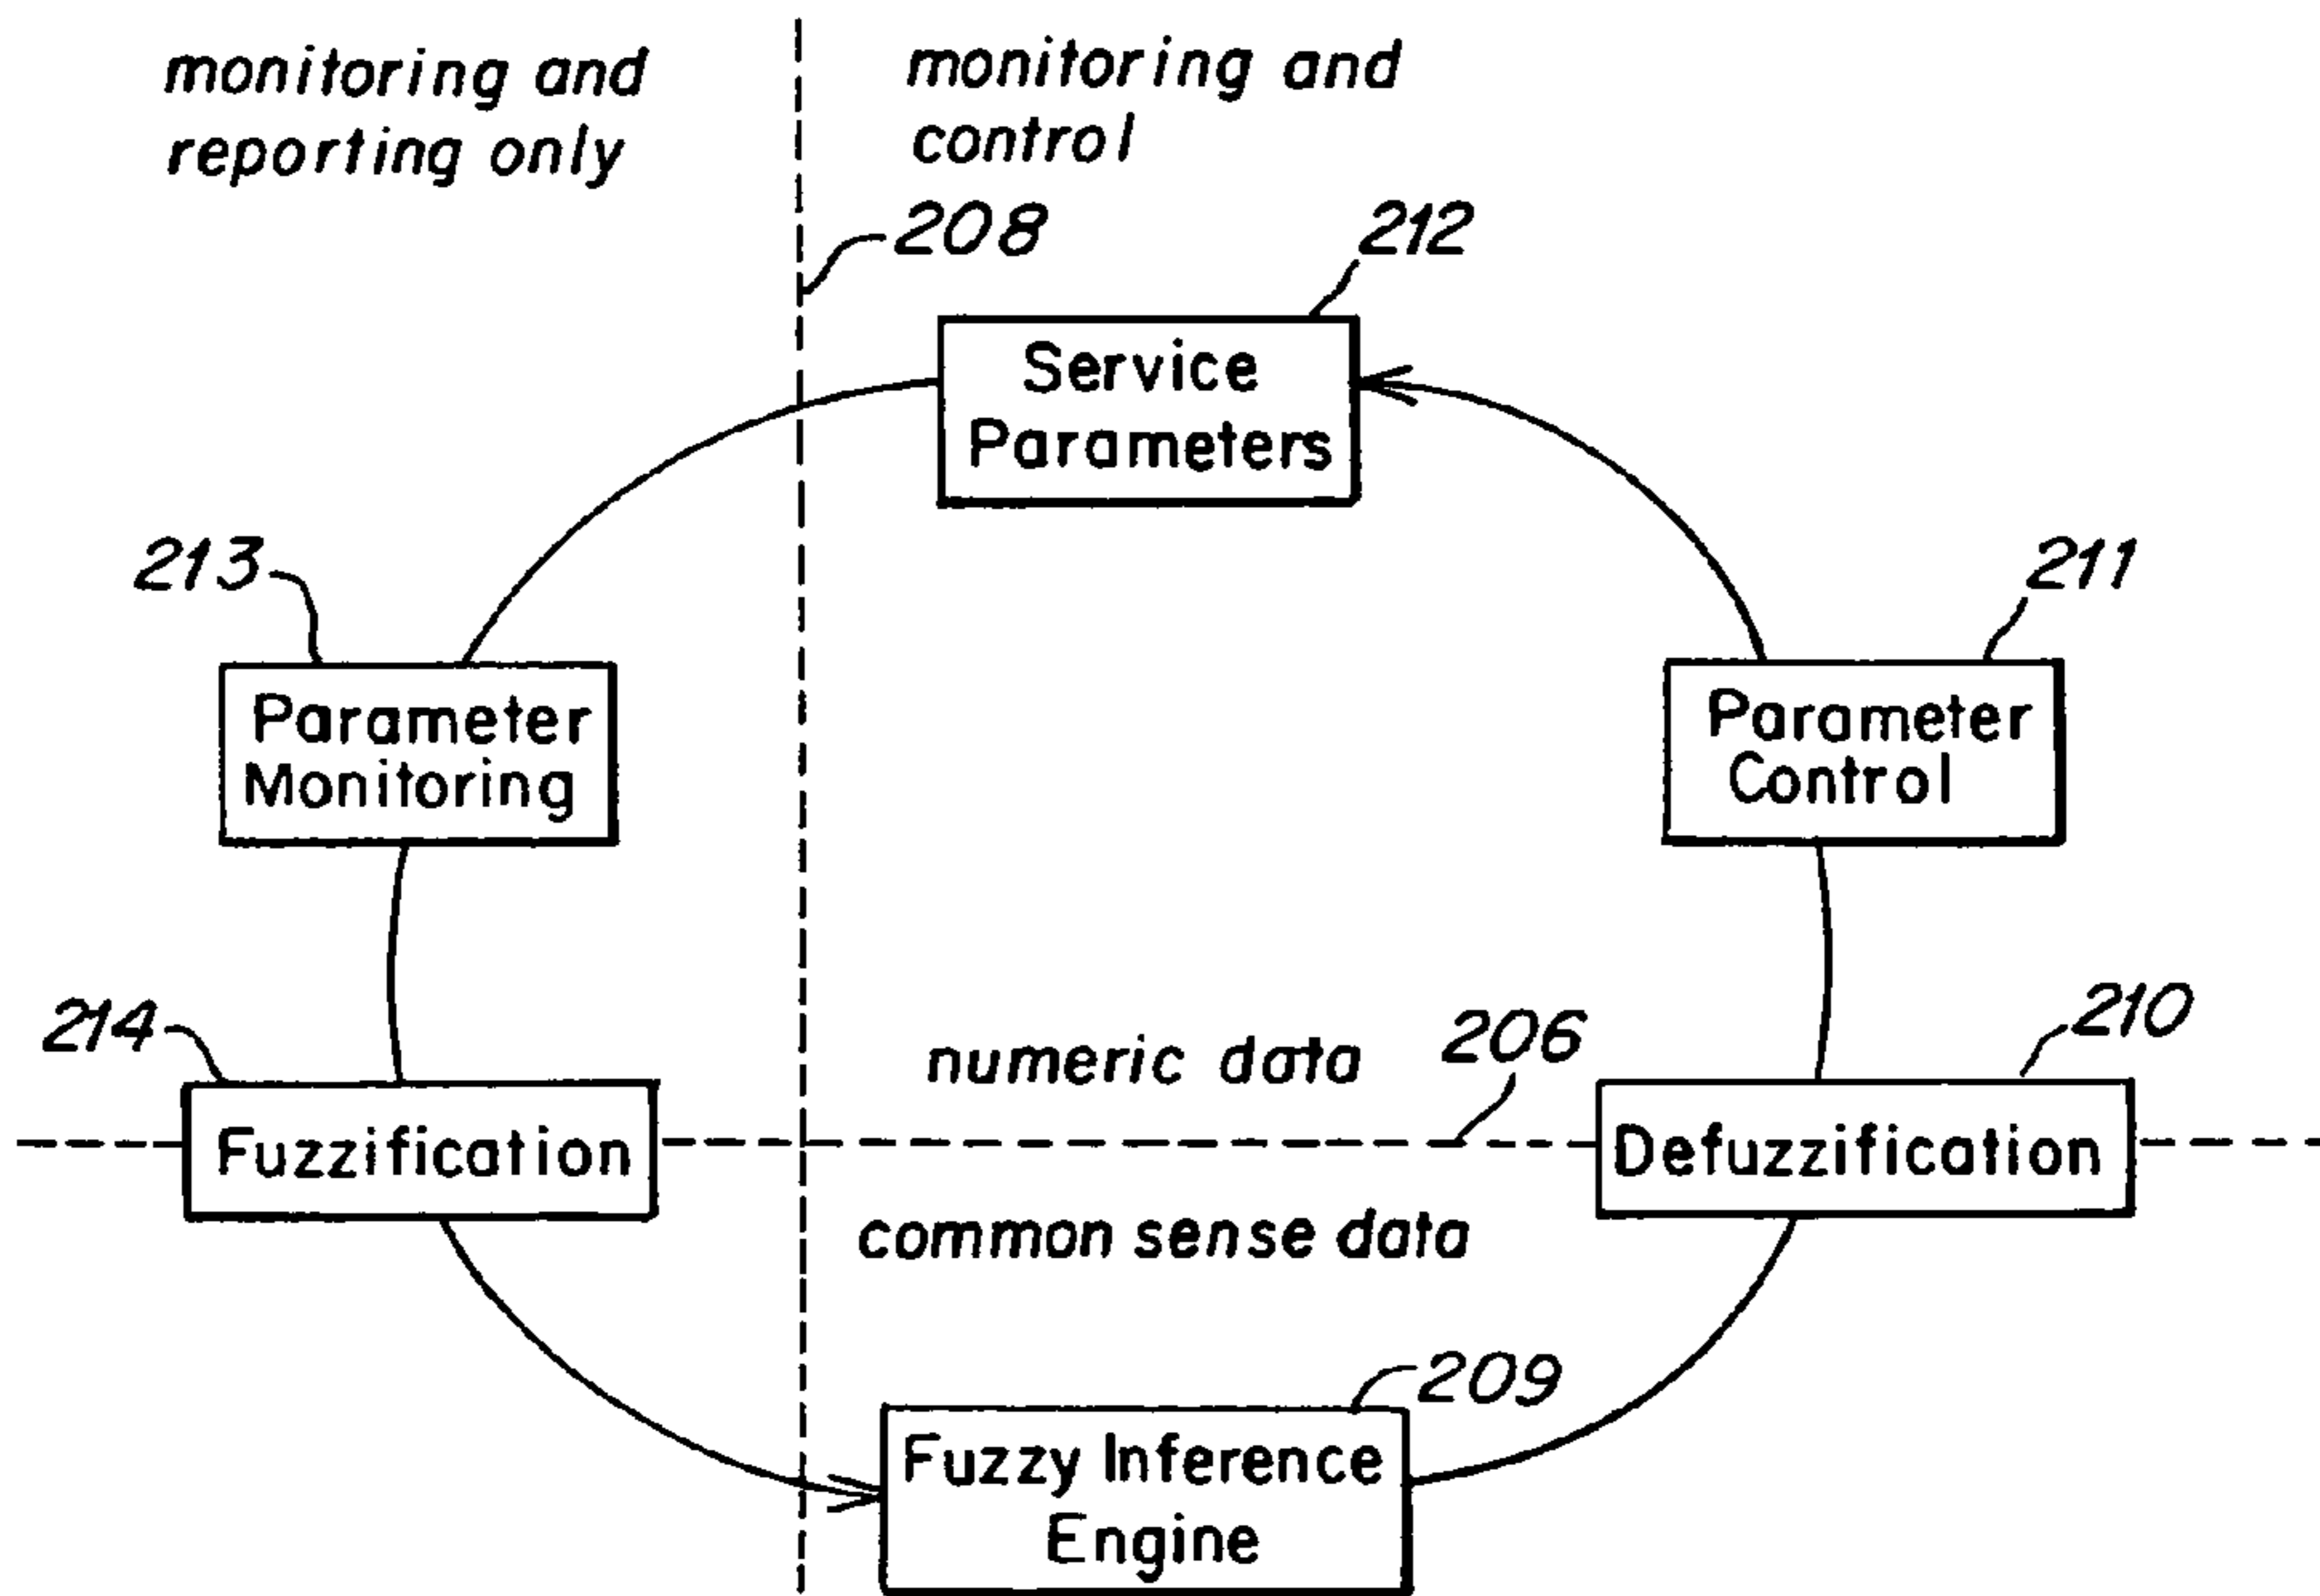 monitoring and
reporting only
monitoring and
control
208
212
Service
Parameters
213
211
Parameter
Monitoring
Parameter
Control
214
numeric data
206
210
Fuzzification
Defuzzification
common sense data
209
Fuzzy Inference
Engine